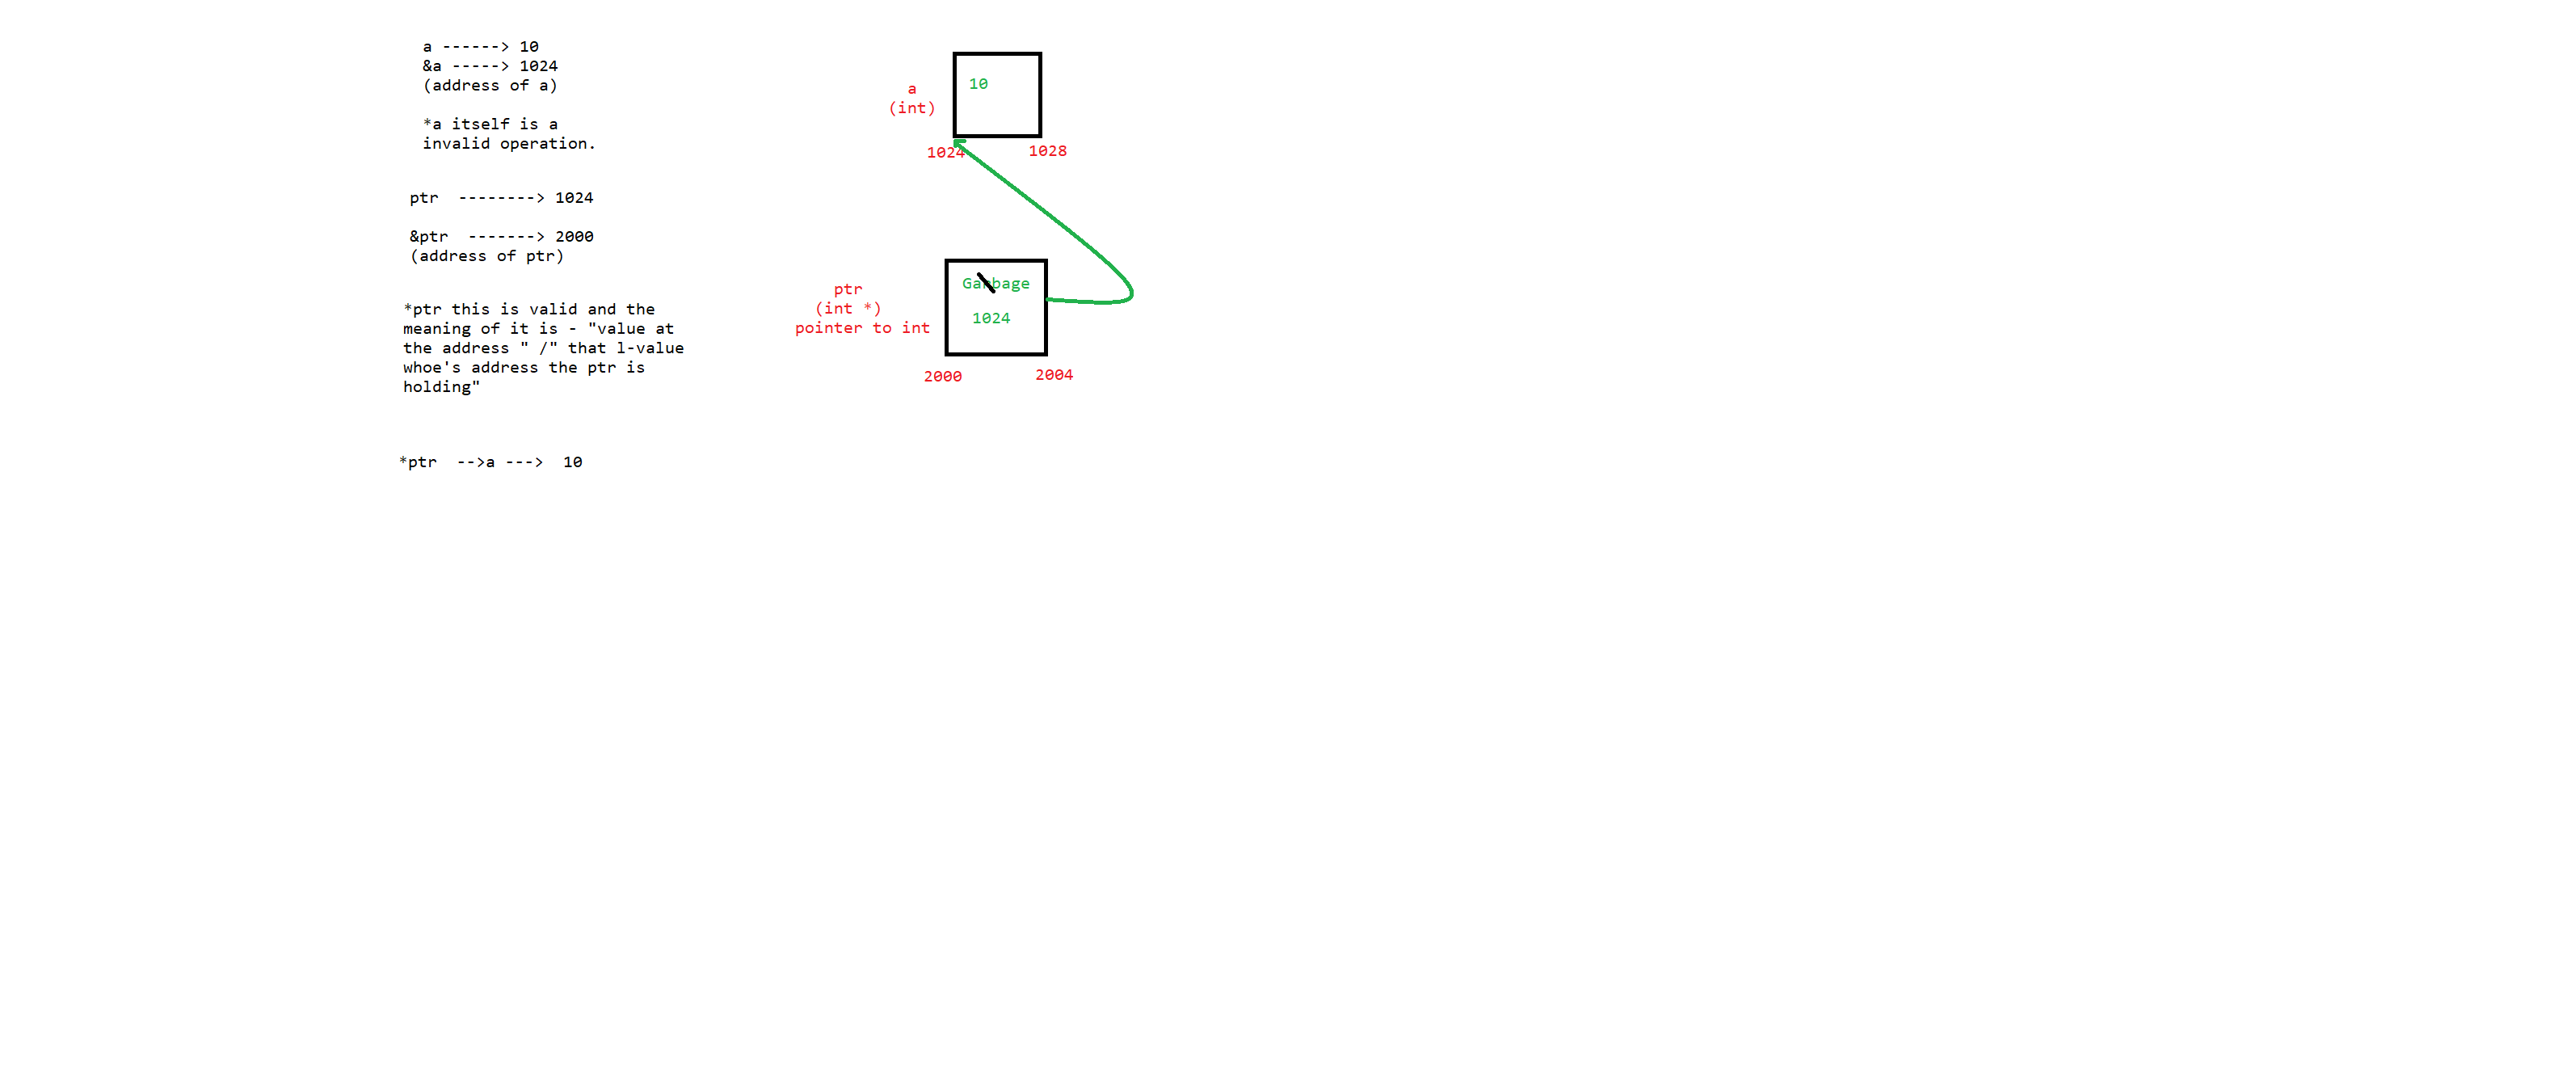 a ------> 10
&a -----> 1024
(address of a)
*a itself is a
invalid operation.
ptr  --------> 1024
&ptr  -------> 2000
(address of ptr)
*ptr this is valid and the
meaning of it is - "value at
the address " /" that l-value
whoe's address the ptr is
holding"
*ptr  -->a --->  10
10
a
(int)
1024
1028
Garbage
ptr
(int *)
pointer to int
1024
2000
2004